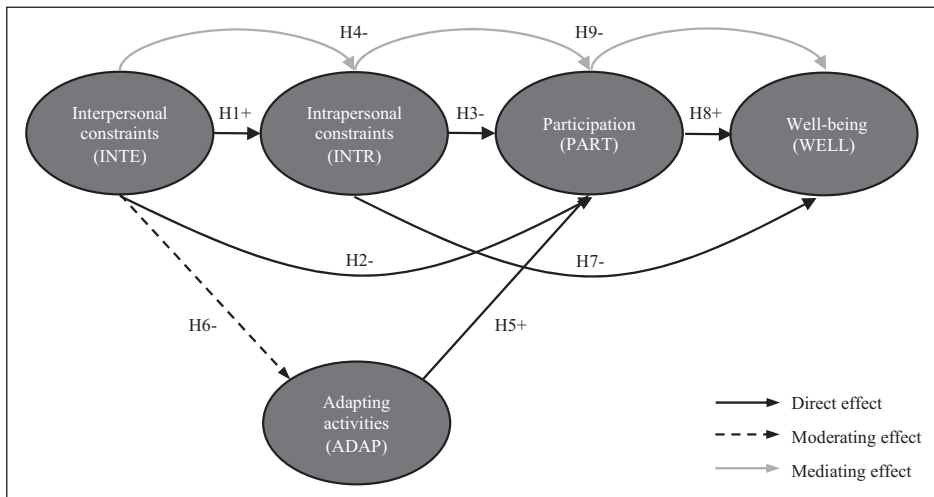 H4-
H9-
Interpersonal
constraints
(INTE)
H1+
Intrapersonal
constraints
(INTR)
H3-
Participation
(PART)
H8+
Well-being
(WELL)
H2-
H7-
H6-
H5+
Adapting
activities
(ADAP)
Direct effect
Moderating effect
Mediating effect